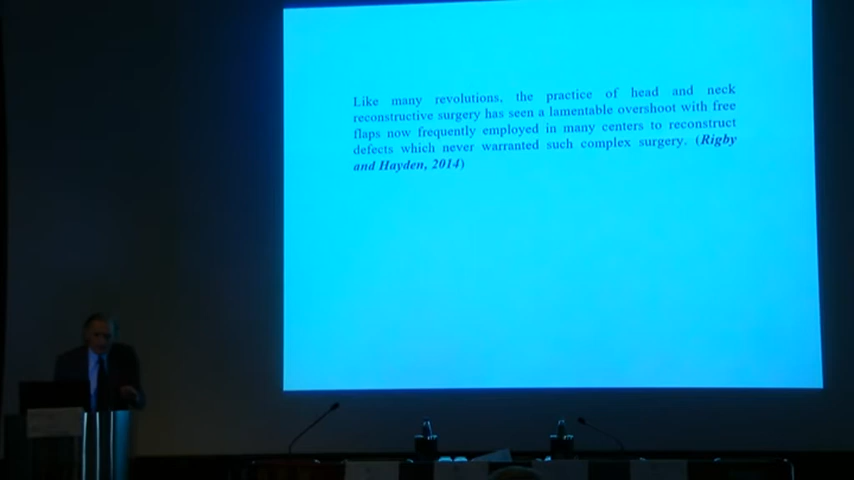 Like many revolutions, the practice of head and neck
reconstructive surgery has seen a lamentable overshoot with free
flaps now frequently employed in many centers to reconstruct
defects which never warranted such complex surgery. (Rigby
and Hayden, 2014)